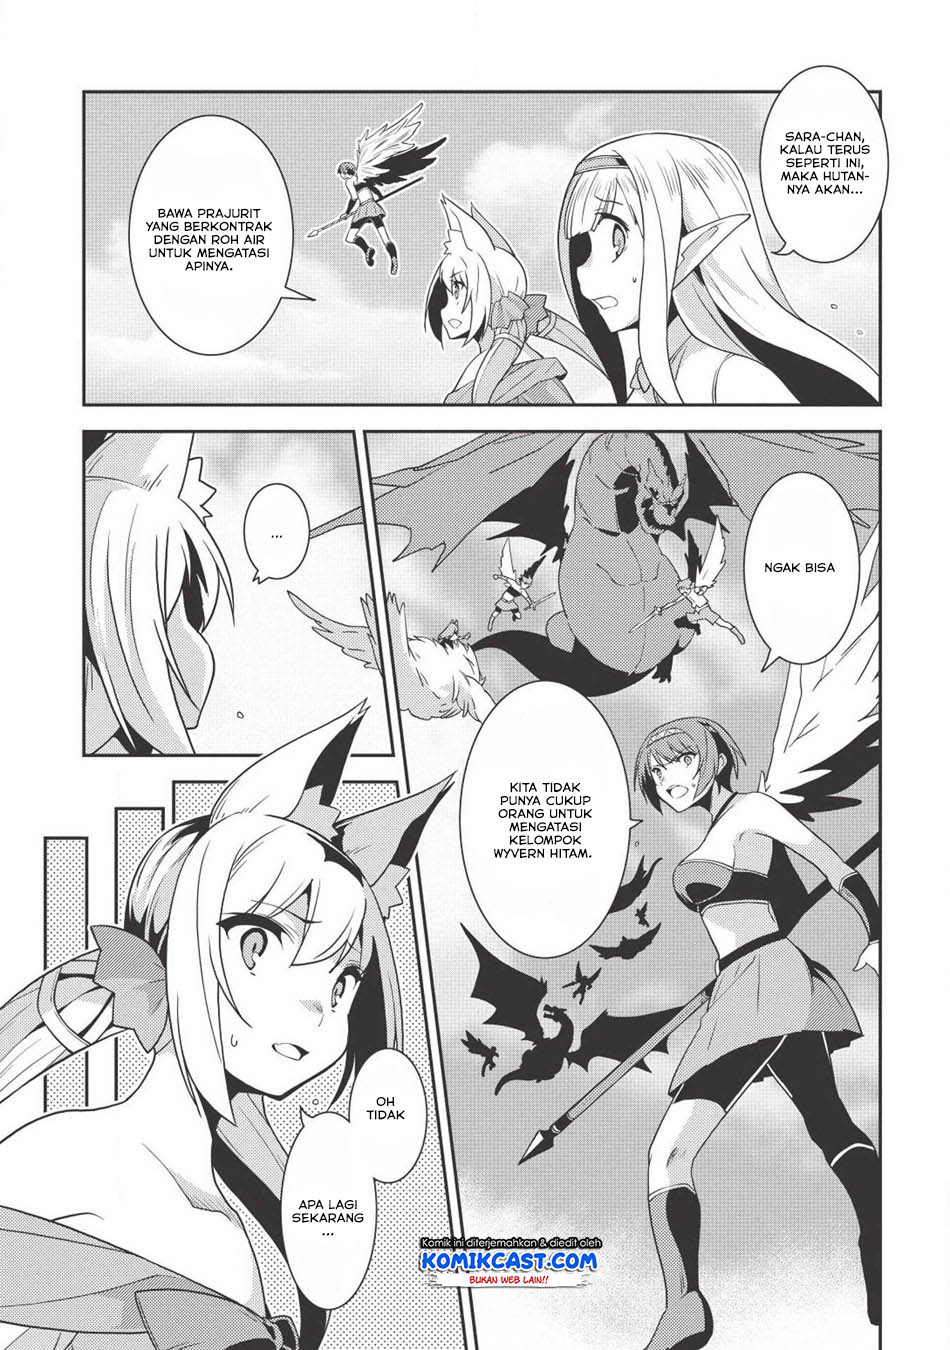 SARA-CHAN,
KALAU TERUS
SEPERTI INI,
MAKA HUTAN-
NYA AKAN...
BAWA PRAJURIT
YANG BERKONTRAK
DENGAN ROH AIR
UNTUK MENGATASI
APINYA.
NGAK BISA
KITA TIDAK
PUNYA CUKUP
ORANG UNTUK
MENGATASI
KELOMPOK
WYVERN HITAM.
...
OH
TIDAK
APA LAGI
SEKARANG
...
Komik ini diterjemahkan & diedit oleh
KOMIKCAST.COM
BUKAN WEB LAIN!!